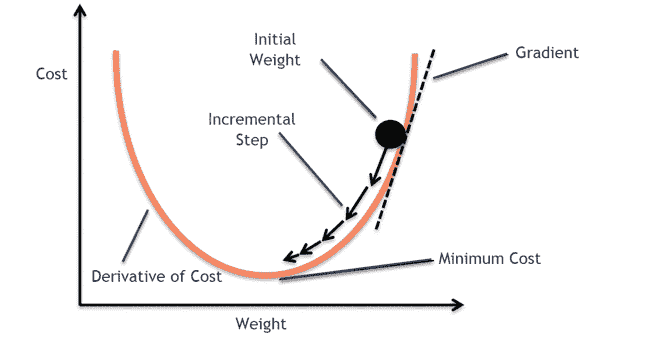 Initial
Weight
Gradient
Cost
Incremental
Step
Minimum Cost
Derivative of Cost
Weight